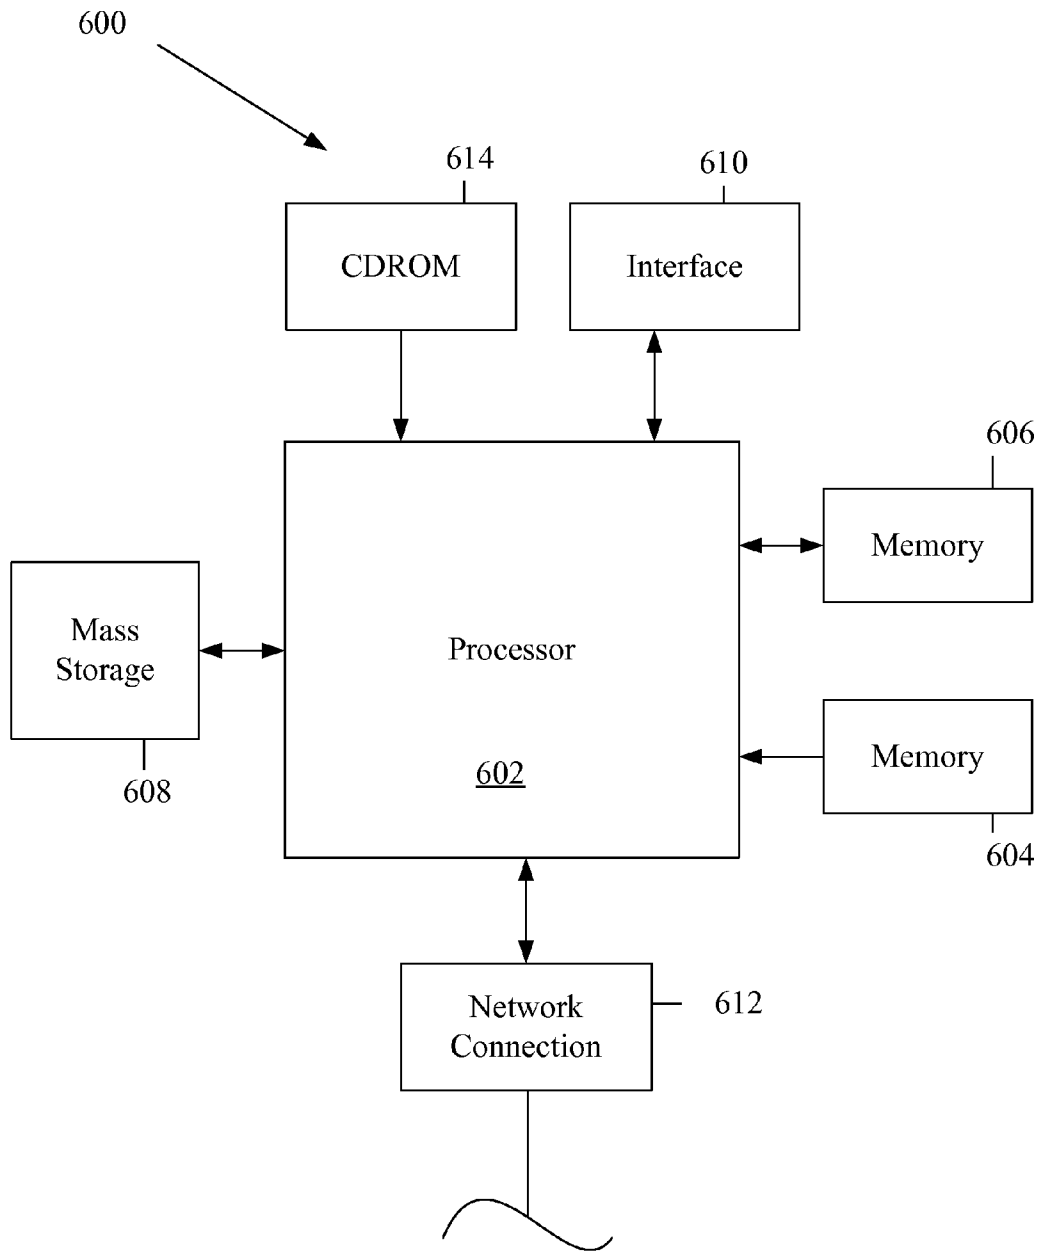 600
614
610
CDROM
Interface
606
Memory
Mass
Storage
608
Processor
602
Memory
604
Network
Connection
612